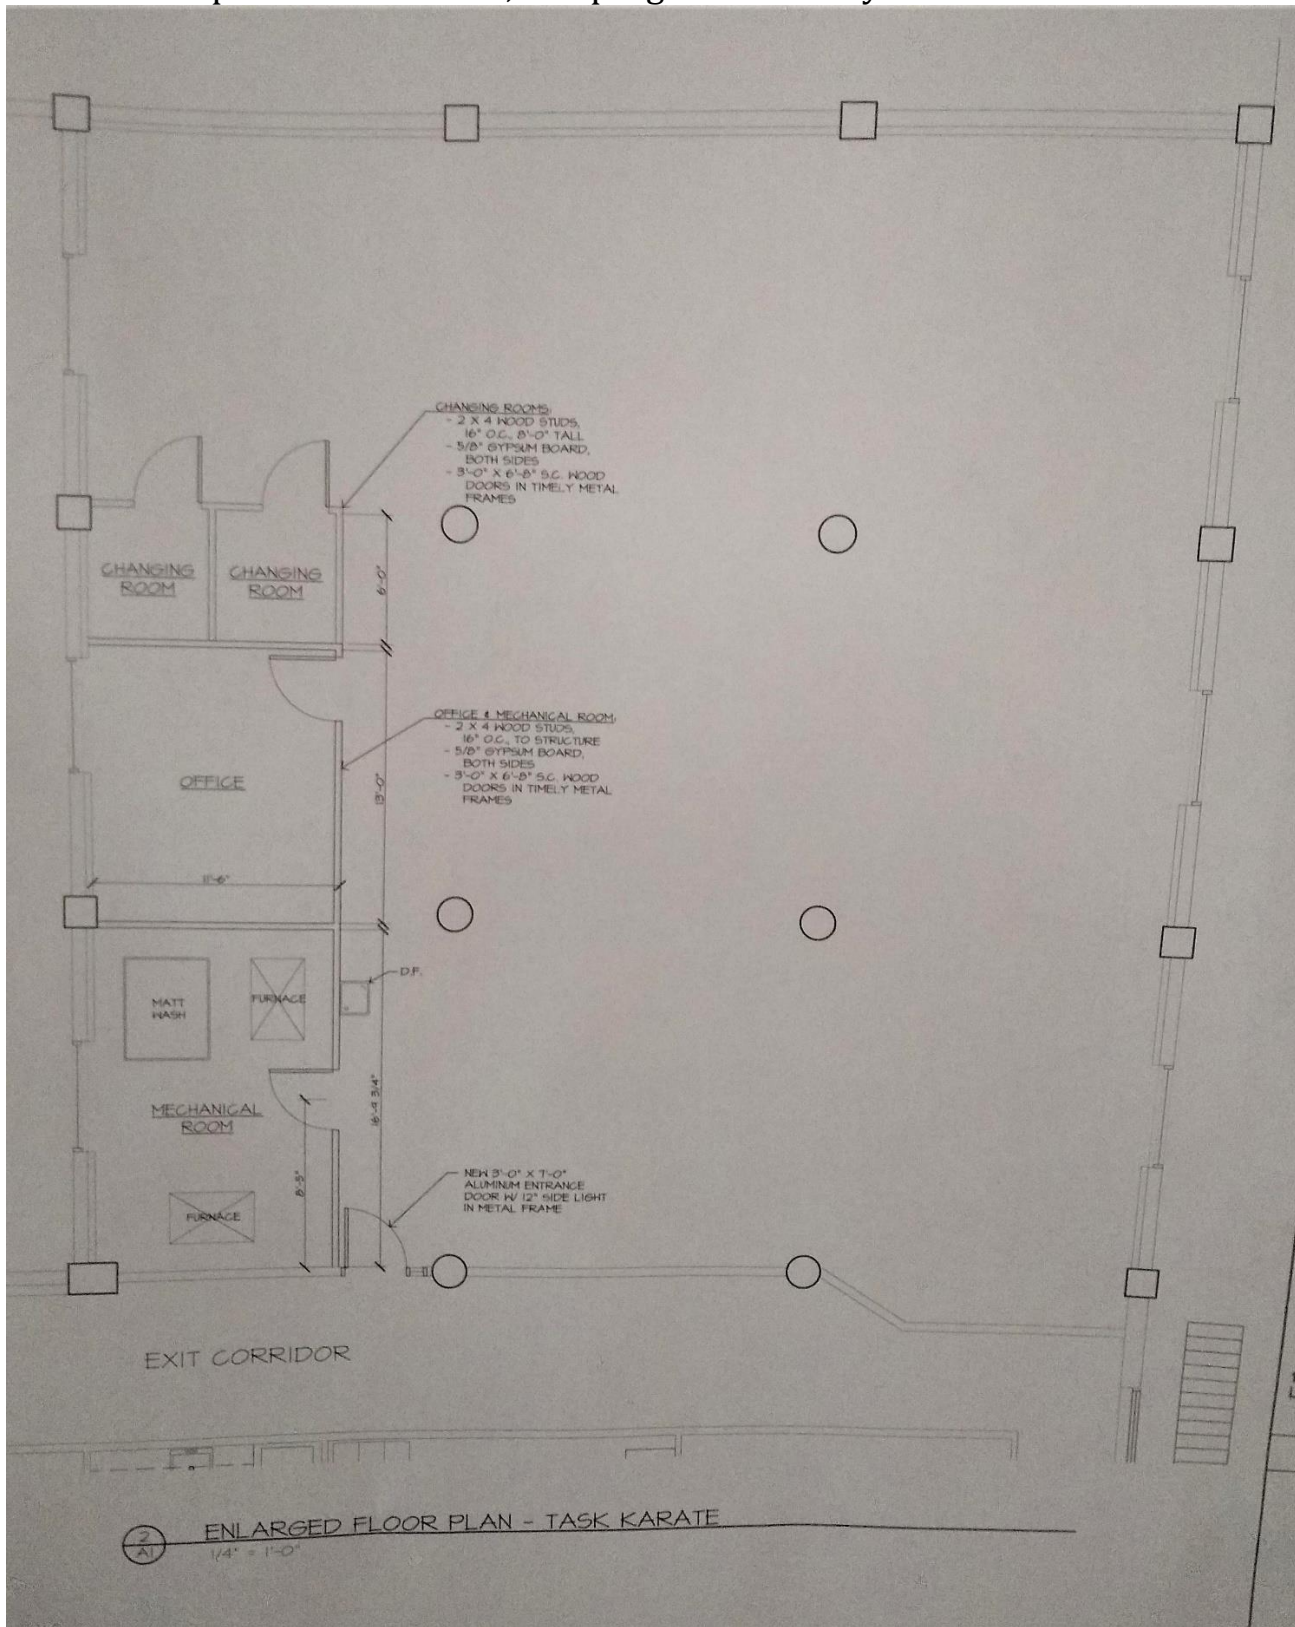 CHANGING ROOMS:
- 2 X 4 WOOD STUDS,
16" O.C., 8'-0" TALL
- 5/8" GYPSUM BOARD,
BOTH SIDES
- 3'-0" X 6'-8" S.C. WOOD
DOORS IN TIMELY METAL
FRAMES
CHANGING
ROOM
CHANGING
ROOM
6'-0"
OFFICE & MECHANICAL ROOM:
- 2 X 4 WOOD STUDS,
16" O.C., TO STRUCTURE
- 5/8" GYPSUM BOARD,
BOTH SIDES
- 3'-0" X 6'-8" S.C. WOOD
DOORS IN TIMELY METAL
FRAMES
OFFICE
13'-0"
11'-6"
D.F.
MATT
WASH
FURNACE
MECHANICAL
ROOM
16'-9 3/4"
8'-3"
NEW 3'-0" X 7'-0"
ALUMINUM ENTRANCE
DOOR W/ 12" SIDE LIGHT
IN METAL FRAME
FURNACE
EXIT CORRIDOR
2
A1
ENLARGED FLOOR PLAN - TASK KARATE
1/4" = 1'-0"